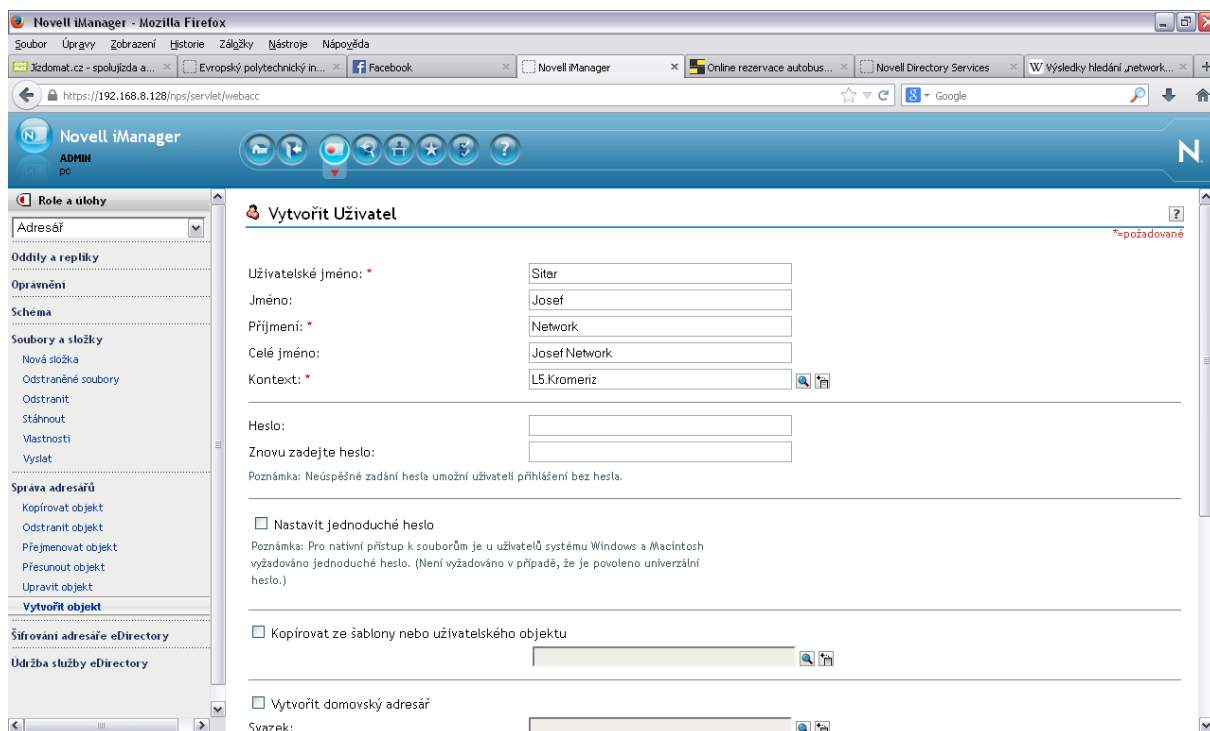 Novell iManager - Mozilla Firefox
Soubor Úpravy Zobrazení Historie Záložky Nástroje Nápověda
Jízdomat.cz - spolujízda a... Evropský polytechnický in... Facebook Novell iManager Online rezervace autobus... Novell Directory Services Výsledky hledání „network...
https://192.168.8.128/nps/servlet/webacc Google
Novell iManager
ADMIN
pc
N
Role a úlohy
Adresář
Oddíly a repliky
Oprávnění
Schéma
Soubory a složky
Nová složka
Odstraněné soubory
Odstranit
Stáhnout
Vlastnosti
Vyslat
Správa adresářů
Kopírovat objekt
Odstranit objekt
Přejmenovat objekt
Přesunout objekt
Upravit objekt
Vytvořit objekt
Šifrování adresáře eDirectory
Údržba služby eDirectory
Vytvořit Uživatel
?
*=požadované
Uživatelské jméno: * Sitar
Jméno: Josef
Příjmení: * Network
Celé jméno: Josef Network
Kontext: * L5.Kromeriz
Heslo:
Znovu zadejte heslo:
Poznámka: Neúspěšné zadání hesla umožní uživateli přihlášení bez hesla.
Nastavit jednoduché heslo
Poznámka: Pro nativní přístup k souborům je u uživatelů systému Windows a Macintosh
vyžadováno jednoduché heslo. (Není vyžadováno v případě, že je povoleno univerzální
heslo.)
Kopírovat ze šablony nebo uživatelského objektu
Vytvořit domovský adresář
Svazek: